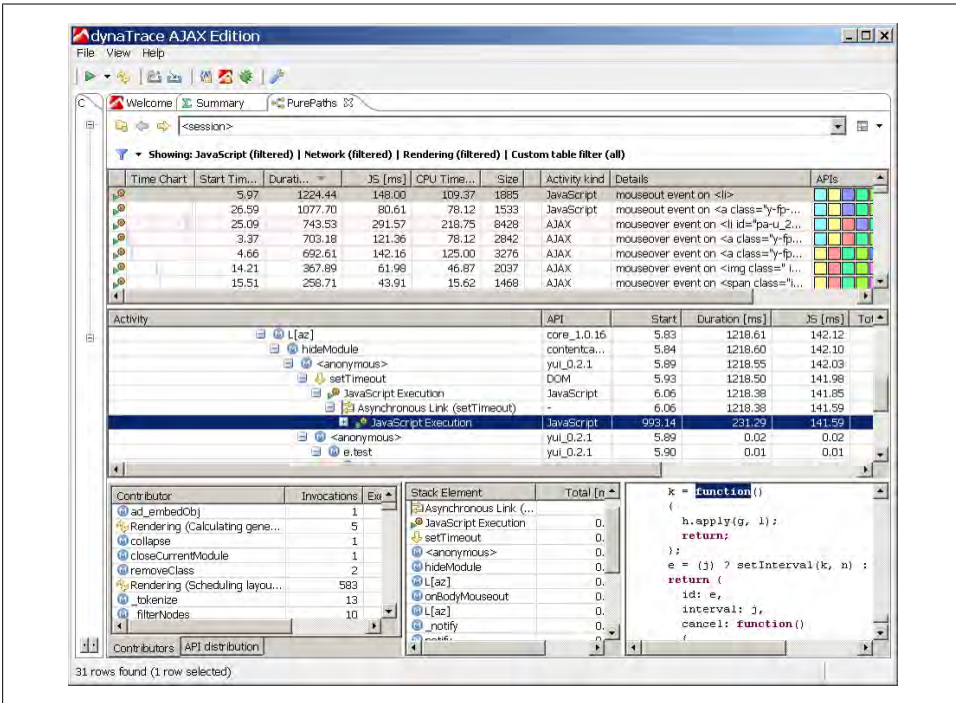 dynaTrace AJAX Edition
File View Help
C Welcome Summary PurePaths
<session>
Showing: JavaScript (filtered) | Network (filtered) | Rendering (filtered) | Custom table filter (all)
Time Chart Start Tim... Durati... JS [ms] CPU Time... Size Activity kind Details APIs
5.97 1224.44 148.00 109.37 1885 JavaScript mouseout event on <li>
26.59 1077.70 80.61 78.12 1533 JavaScript mouseout event on <a class="y-fp-...
25.09 743.53 291.57 218.75 8428 AJAX mouseover event on <li id="pa-u_2...
3.37 703.18 121.36 78.12 2842 AJAX mouseover event on <a class="y-fp...
4.66 692.61 142.16 125.00 3276 AJAX mouseover event on <a class="y-fp...
14.21 367.89 61.98 46.87 2037 AJAX mouseover event on <img class=" i...
15.51 258.71 43.91 15.62 1468 AJAX mouseover event on <span class="i...
Activity API Start Duration [ms] JS [ms] Tot
L[az] core_1.0.16 5.83 1218.61 142.12
hideModule contentca... 5.84 1218.60 142.10
<anonymous> yui_0.2.1 5.89 1218.55 142.03
setTimeout DOM 5.93 1218.50 141.98
JavaScript Execution JavaScript 6.06 1218.38 141.85
Asynchronous Link (setTimeout) - 6.06 1218.38 141.59
JavaScript Execution JavaScript 993.14 231.29 141.59
<anonymous> yui_0.2.1 5.89 0.02 0.02
e.test yui_0.2.1 5.90 0.01 0.01
Contributor Invocations Exe
ad_embedObj 1
Rendering (Calculating gene... 5
collapse 1
closeCurrentModule 1
removeClass 2
Rendering (Scheduling layou... 583
_tokenize 13
_filterNodes 10
Contributors API distribution
Stack Element Total [n
Asynchronous Link (...
JavaScript Execution 0.
setTimeout 0.
<anonymous> 0.
hideModule 0.
L[az] 0.
onBodyMouseout 0.
L[az] 0.
_notify 0.
k = function()
{
h.apply(g, l);
return;
};
e = (j) ? setInterval(k, n) :
return {
id: e,
interval: j,
cancel: function()
{
31 rows found (1 row selected)